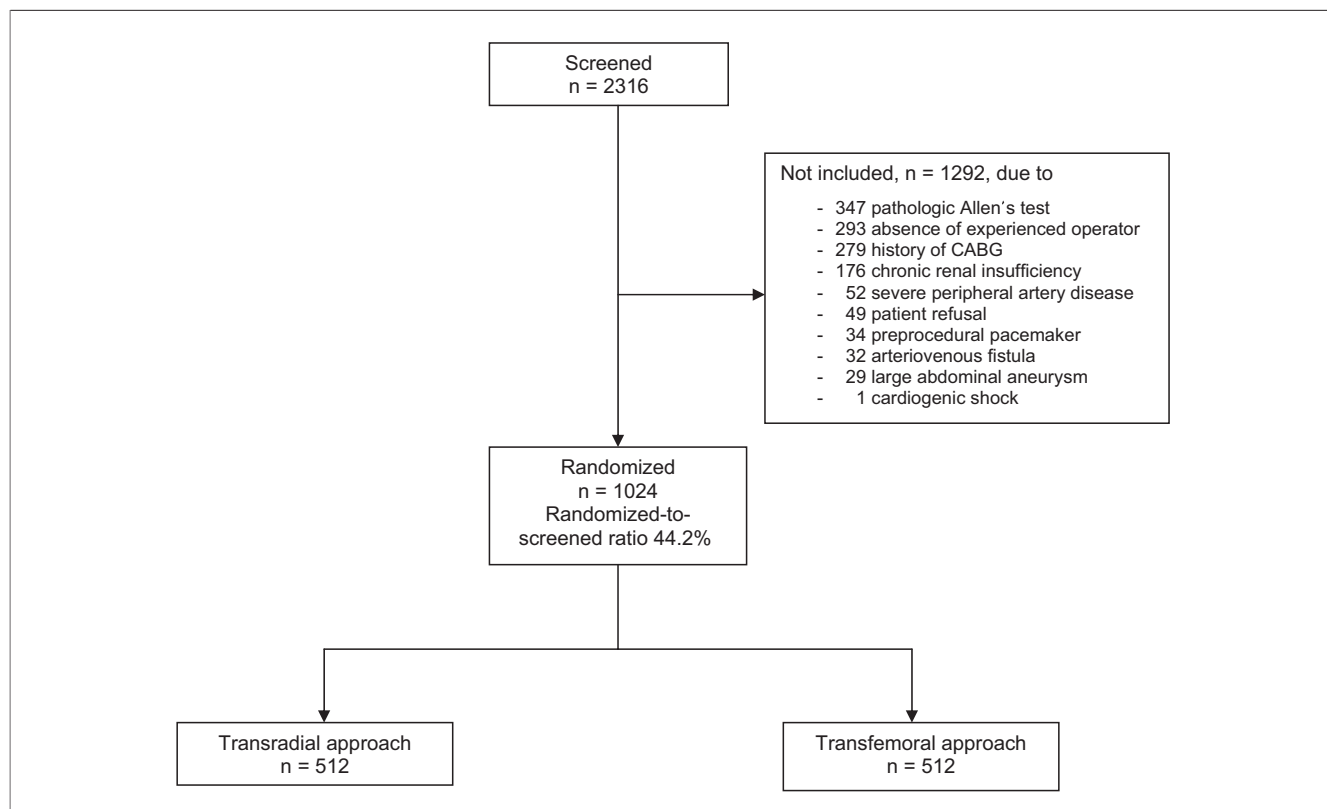 Screened
n = 2316
Not included, n = 1292, due to
- 347 pathologic Allen's test
- 293 absence of experienced operator
- 279 history of CABG
- 176 chronic renal insufficiency
- 52 severe peripheral artery disease
- 49 patient refusal
- 34 preprocedural pacemaker
- 32 arteriovenous fistula
- 29 large abdominal aneurysm
- 1 cardiogenic shock
Randomized
n = 1024
Randomized-to-
screened ratio 44.2%
Transradial approach
n = 512
Transfemoral approach
n = 512